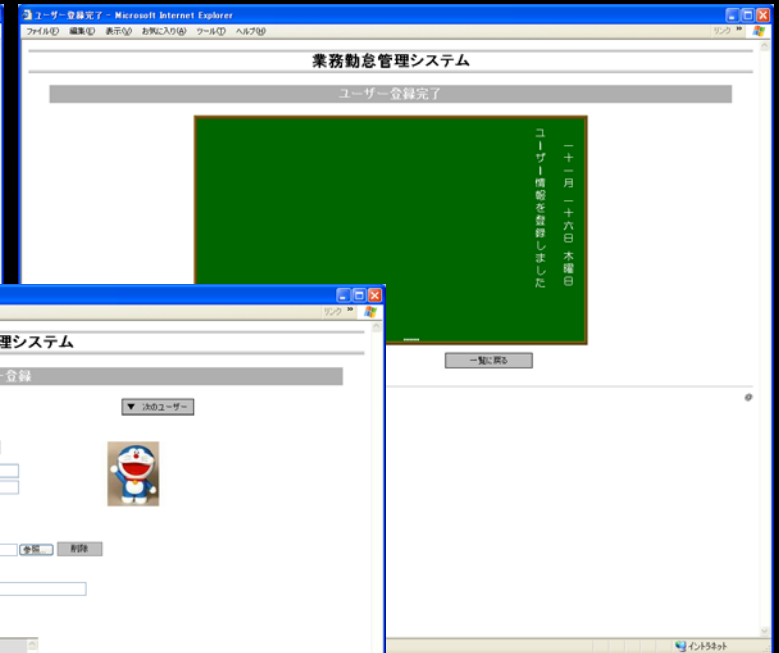 ユーザー登録完了 - Microsoft Internet Explorer
ファイル(F) 編集(E) 表示(V) お気に入り(A) ツール(T) ヘルプ(H)
リンク »
業務勤怠管理システム
ユーザー登録完了
一十一月 一十六日 木曜日
ユーザー情報を登録しました
一覧に戻る
リンク »
理システム
ー登録
▼ 次のユーザー
参照...
削除
イントラネット